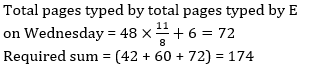 Total pages typed by total pages typed by E
on Wednesday = 48 × 11/8 + 6 = 72
Required sum = (42 + 60 + 72) = 174